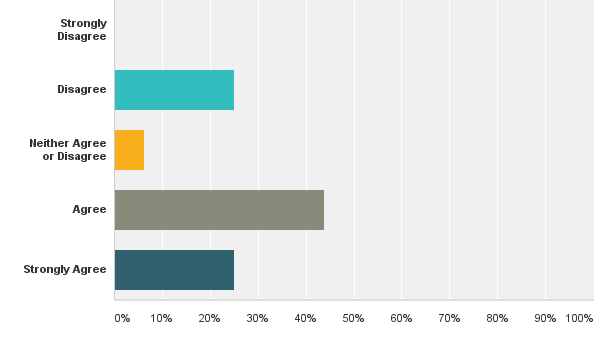 Strongly
Disagree
Disagree
Neither Agree
or Disagree
Agree
Strongly Agree
0% 10% 20% 30% 40% 50% 60% 70% 80% 90% 100%